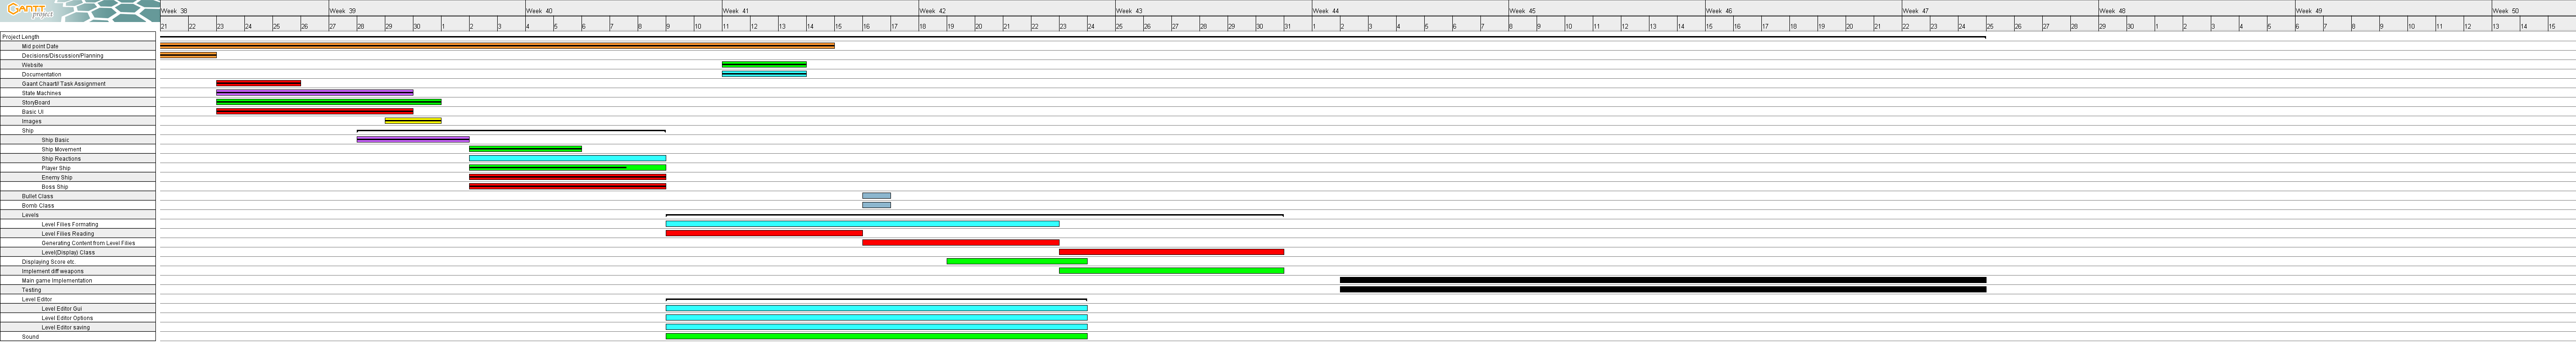 GANTT
project
Week 38 Week 39 Week 40 Week 41 Week 42 Week 43 Week 44 Week 45 Week 46 Week 47 Week 48 Week 49 Week 50
21 22 23 24 25 26 27 28 29 30 1 2 3 4 5 6 7 8 9 10 11 12 13 14 15 16 17 18 19 20 21 22 23 24 25 26 27 28 29 30 31 1 2 3 4 5 6 7 8 9 10 11 12 13 14 15 16 17 18 19 20 21 22 23 24 25 26 27 28 29 30 1 2 3 4 5 6 7 8 9 10 11 12 13 14 15
Project Length
Mid point Date
Decisions/Discussion/Planning
Website
Documentation
Gaant Chaart// Task Assignment
State Machines
StoryBoard
Basic UI
Images
Ship
Ship Basic
Ship Movement
Ship Reactions
Player Ship
Enemy Ship
Boss Ship
Bullet Class
Bomb Class
Levels
Level Filies Formating
Level Filies Reading
Generating Content from Level Filies
Level(Display) Class
Displaying Score etc.
Implement diff weapons
Main game Implementation
Testing
Level Editor
Level Editor Gui
Level Editor Options
Level Editor saving
Sound